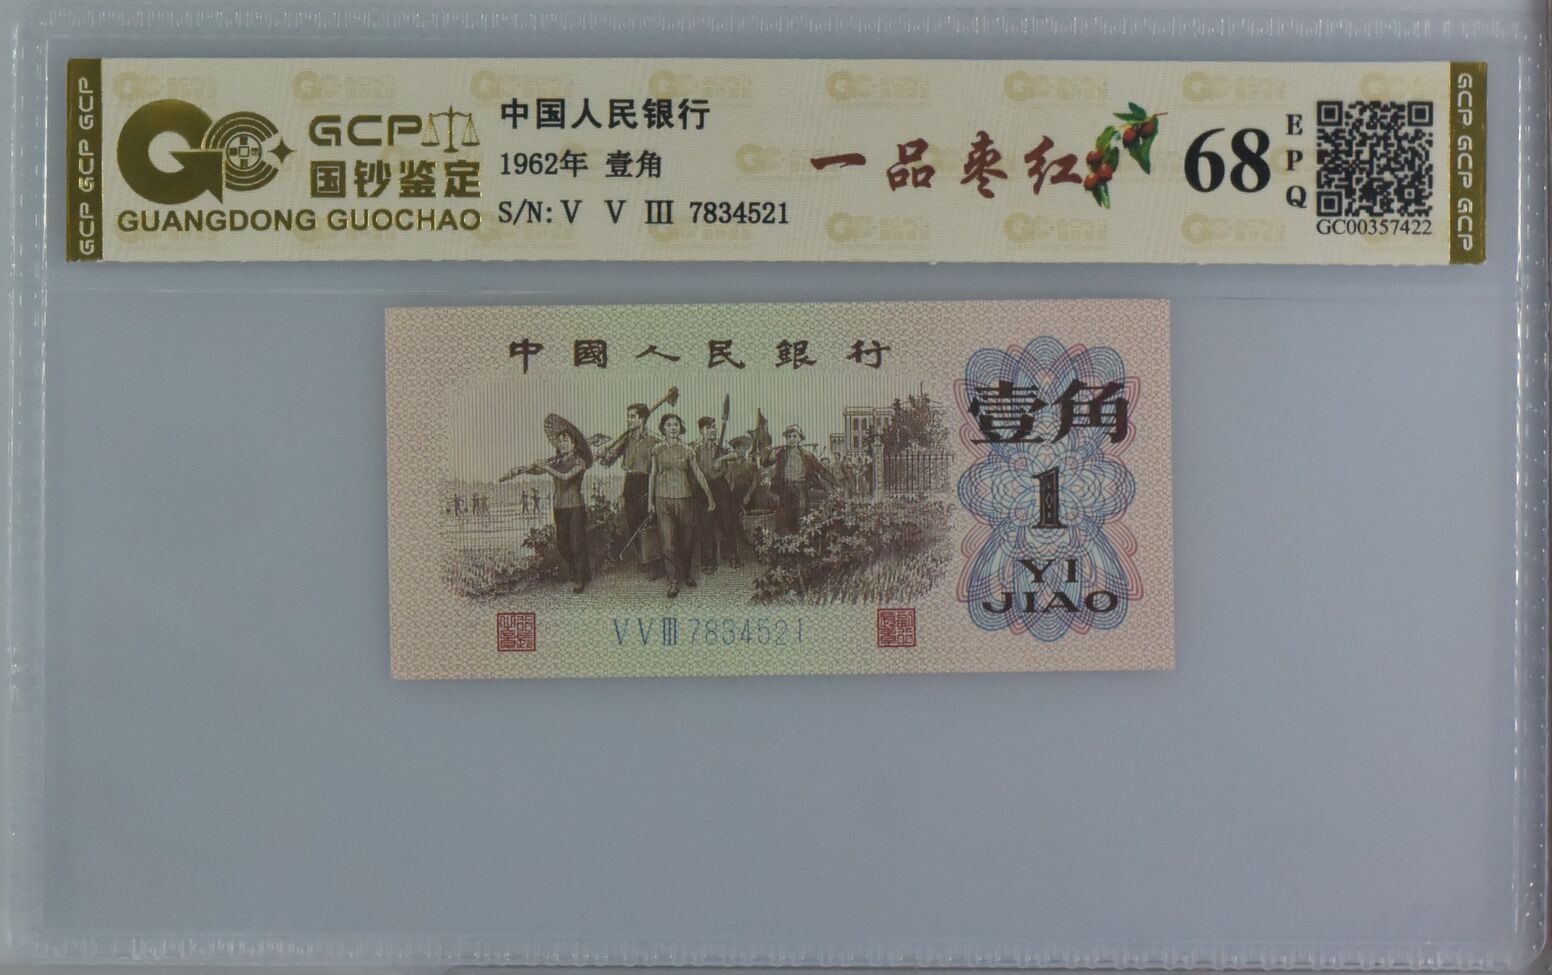 GCP
国钞鉴定
GUANGDONG GUOCHAO
中国人民银行
1962年 壹角
S/N: V V III 7834521
一品枣红
68
EPQ
GC00357422
GCP GCP GCP
GCP GCP GCP
中國人民銀行
壹角
1
YI
JIAO
V V III 7834521